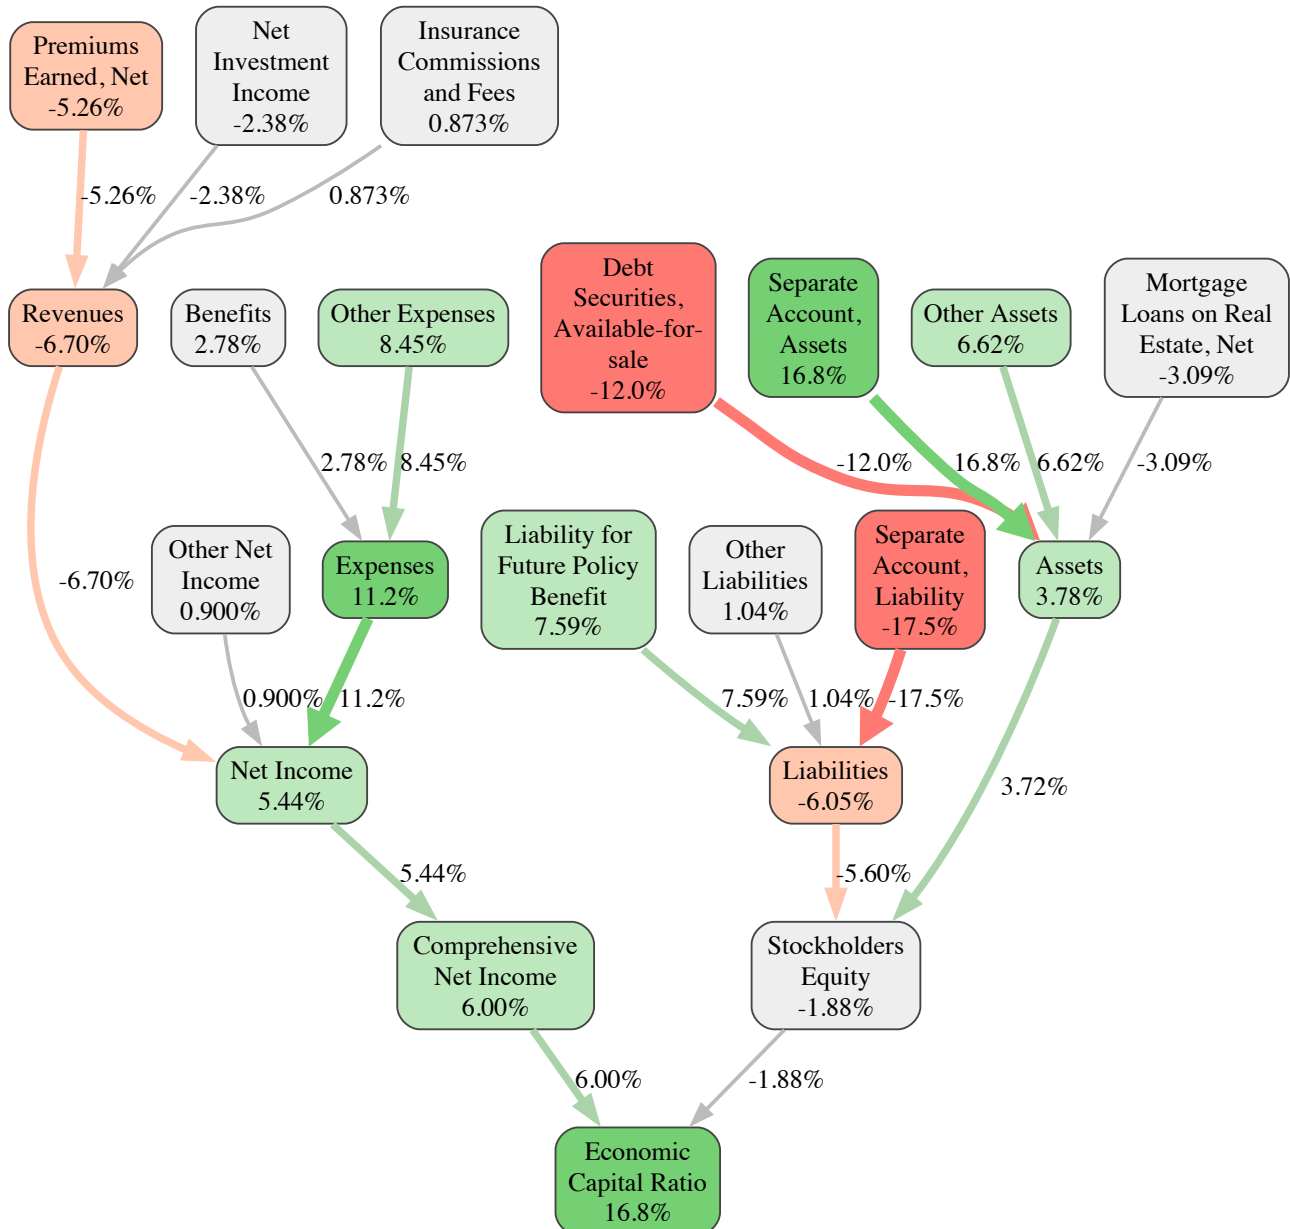 Premiums
Earned, Net
-5.26%
Net
Investment
Income
-2.38%
Insurance
Commissions
and Fees
0.873%
-5.26%
-2.38%
0.873%
Revenues
-6.70%
Benefits
2.78%
Other Expenses
8.45%
Debt
Securities,
Available-for-
sale
-12.0%
Separate
Account,
Assets
16.8%
Other Assets
6.62%
Mortgage
Loans on Real
Estate, Net
-3.09%
2.78%
8.45%
-12.0%
16.8%
6.62%
-3.09%
-6.70%
Other Net
Income
0.900%
Expenses
11.2%
Liability for
Future Policy
Benefit
7.59%
Other
Liabilities
1.04%
Separate
Account,
Liability
-17.5%
Assets
3.78%
0.900%
11.2%
7.59%
1.04%
-17.5%
Net Income
5.44%
Liabilities
-6.05%
3.72%
5.44%
-5.60%
Comprehensive
Net Income
6.00%
Stockholders
Equity
-1.88%
6.00%
-1.88%
Economic
Capital Ratio
16.8%